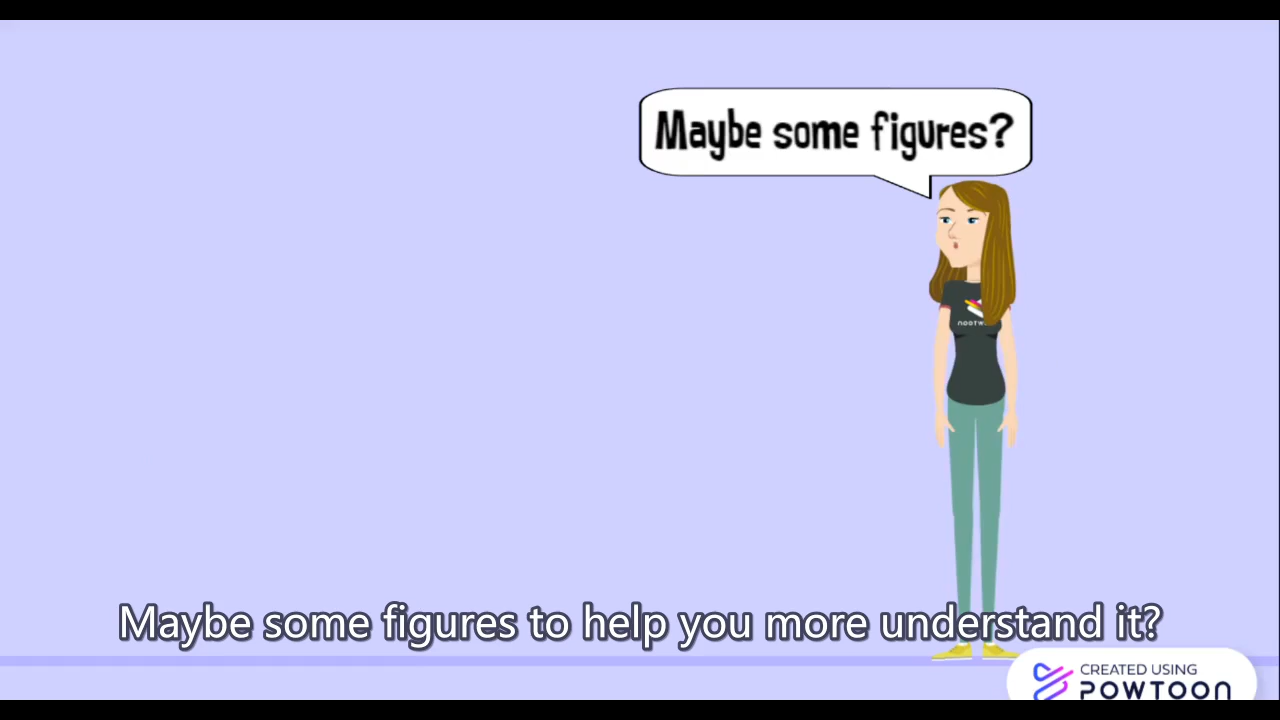 Maybe some figures?
Maybe some figures to help you more understand it?
CREATED USING
POWTOON